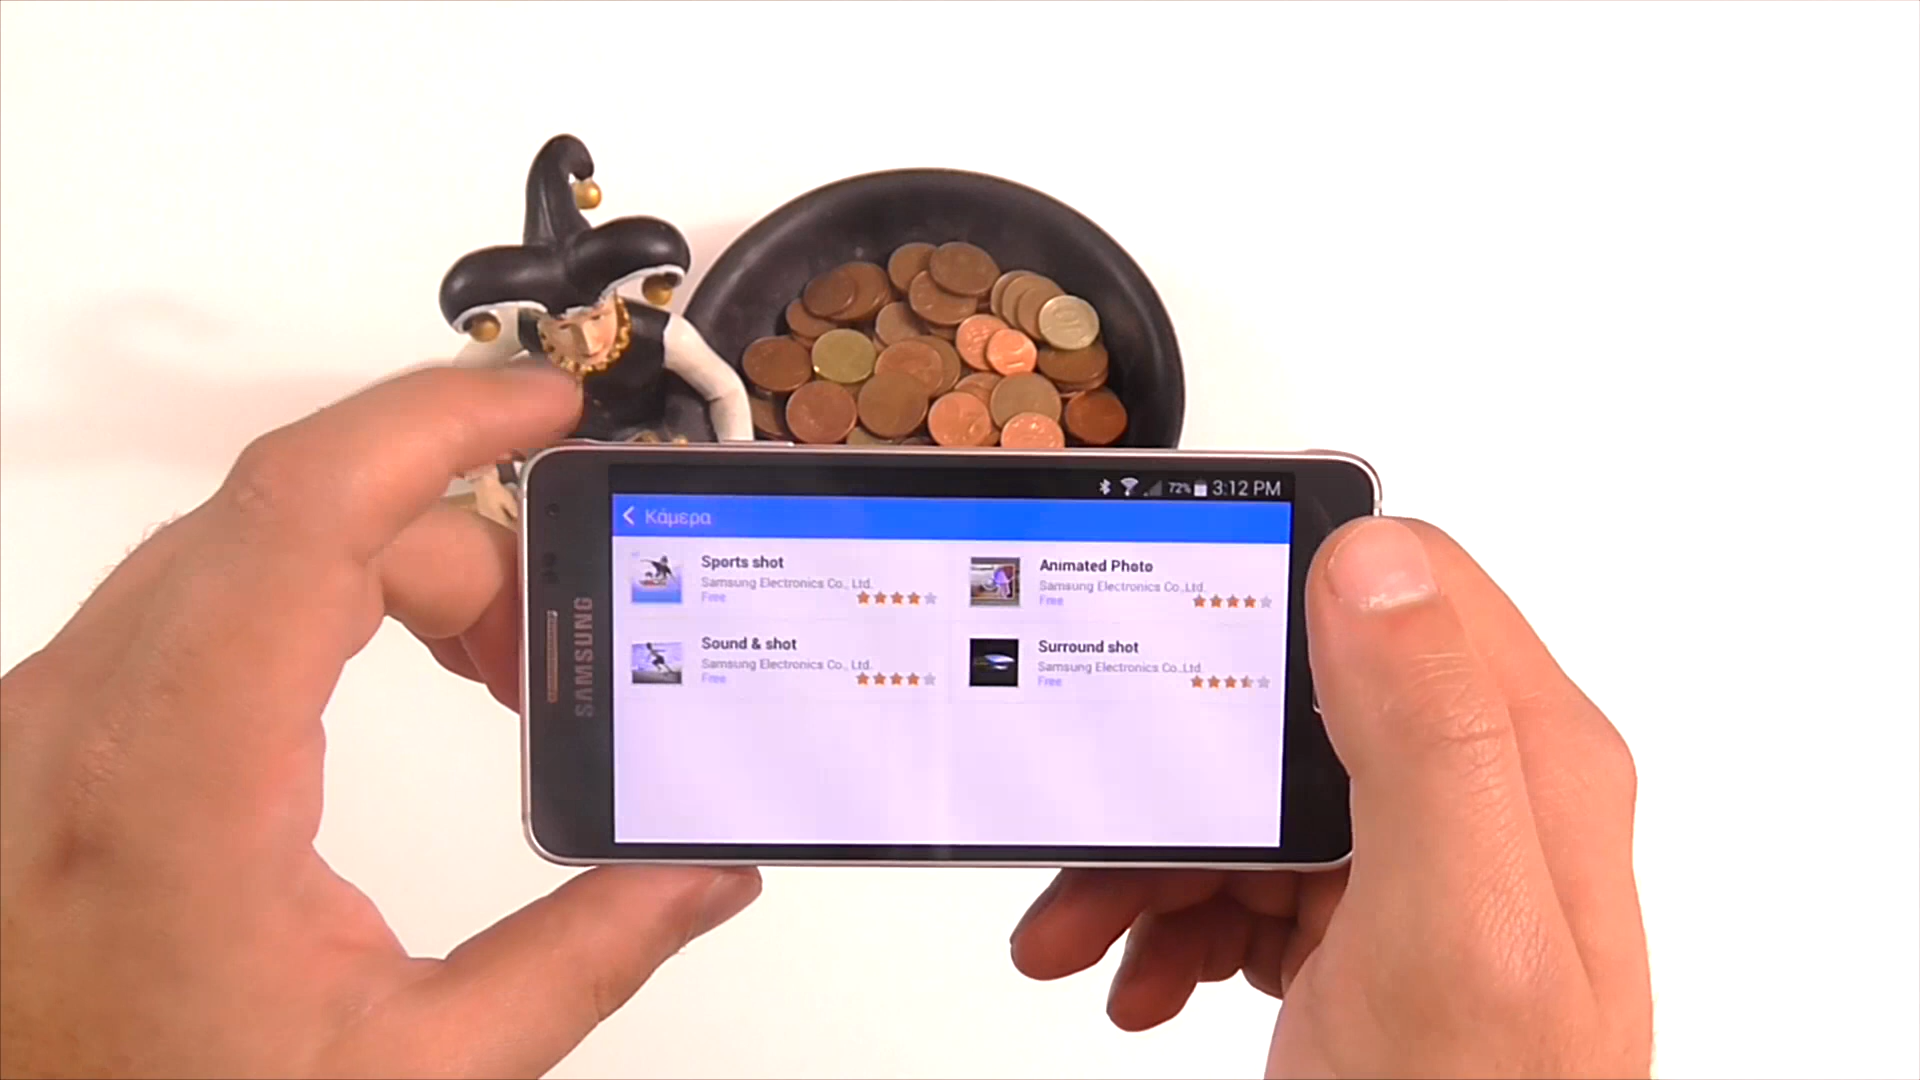 72% 3:12 PM
Κάμερα
Sports shot
Samsung Electronics Co., Ltd.
Free
Animated Photo
Samsung Electronics Co.,Ltd.
Free
Sound & shot
Samsung Electronics Co., Ltd.
Free
Surround shot
Samsung Electronics Co.,Ltd.
Free
SAMSUNG